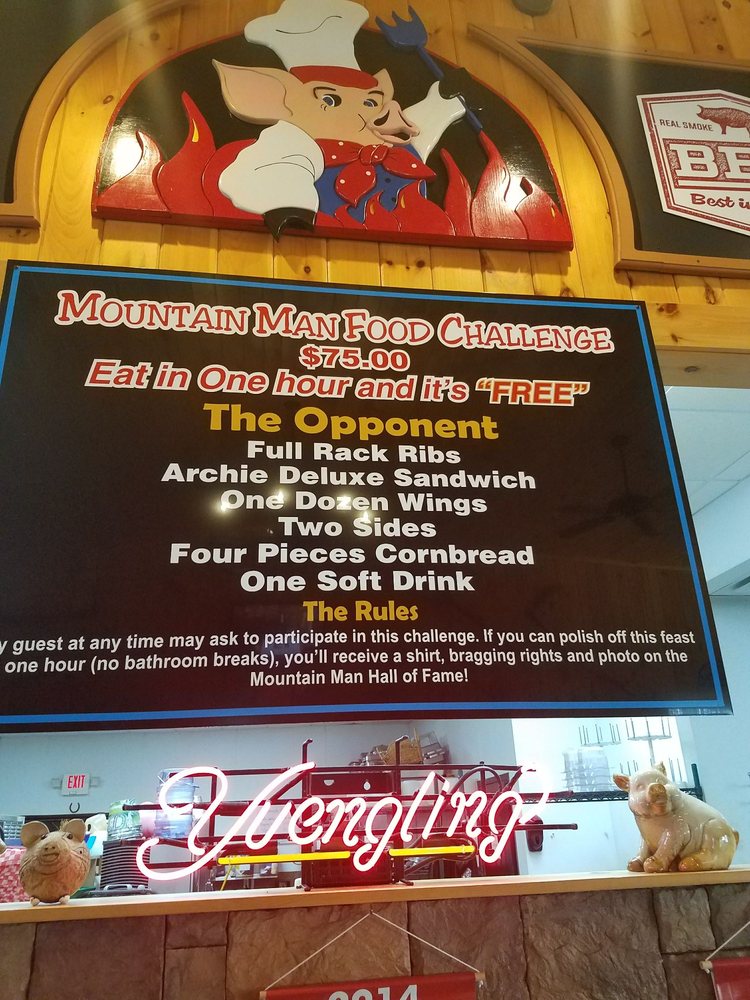 REAL SMOKE
Best
MOUNTAIN MAN FOOD CHALLENGE
$75.00
Eat in One hour and it's "FREE"
The Opponent
Full Rack Ribs
Archie Deluxe Sandwich
One Dozen Wings
Two Sides
Four Pieces Cornbread
One Soft Drink
The Rules
guest at any time may ask to participate in this challenge. If you can polish off this feast
one hour (no bathroom breaks), you'll receive a shirt, bragging rights and photo on the
Mountain Man Hall of Fame!
EXIT
Yuengling
2014